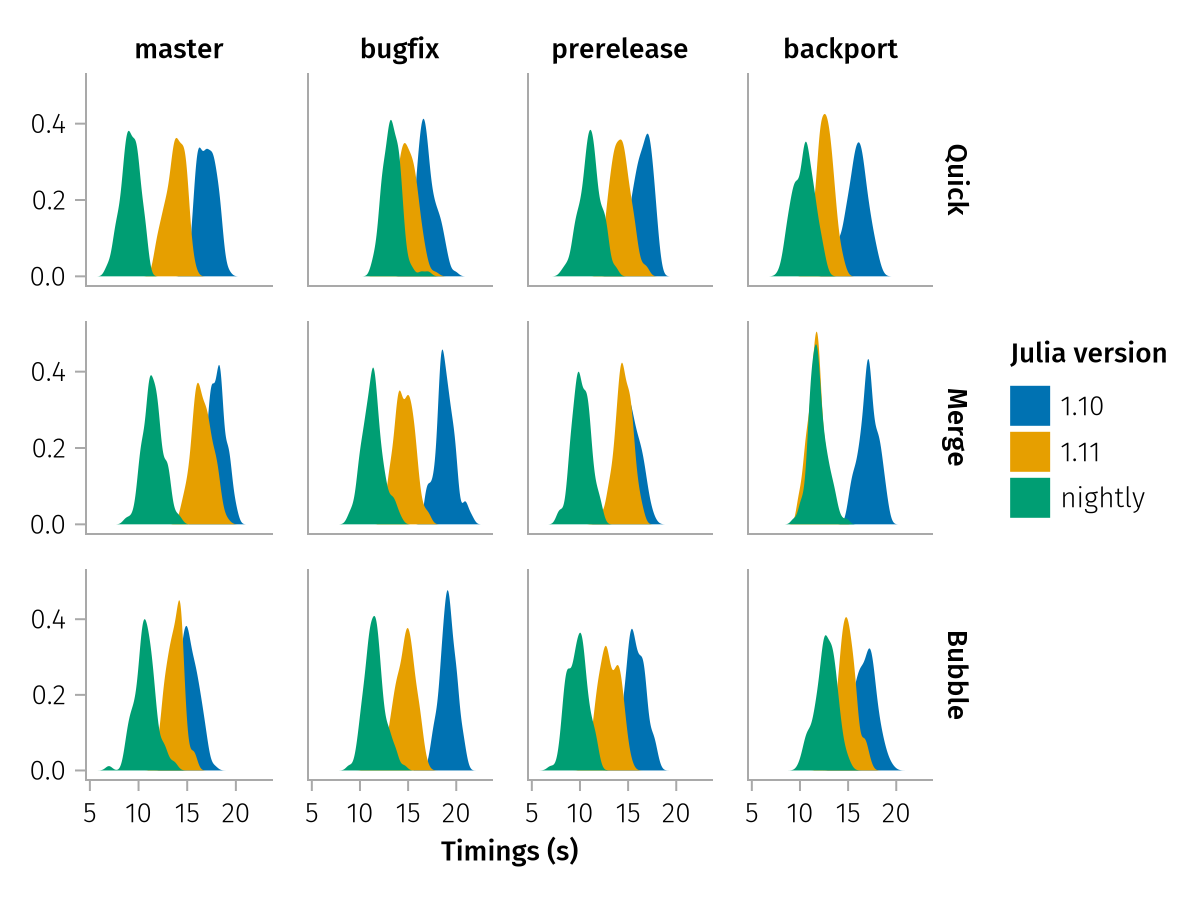 master bugfix prerelease backport
0.4
0.2
0.0
Quick
0.4
0.2
0.0
Merge
Julia version
1.10
1.11
nightly
0.4
0.2
0.0
Bubble
5 10 15 20 5 10 15 20 5 10 15 20 5 10 15 20
Timings (s)